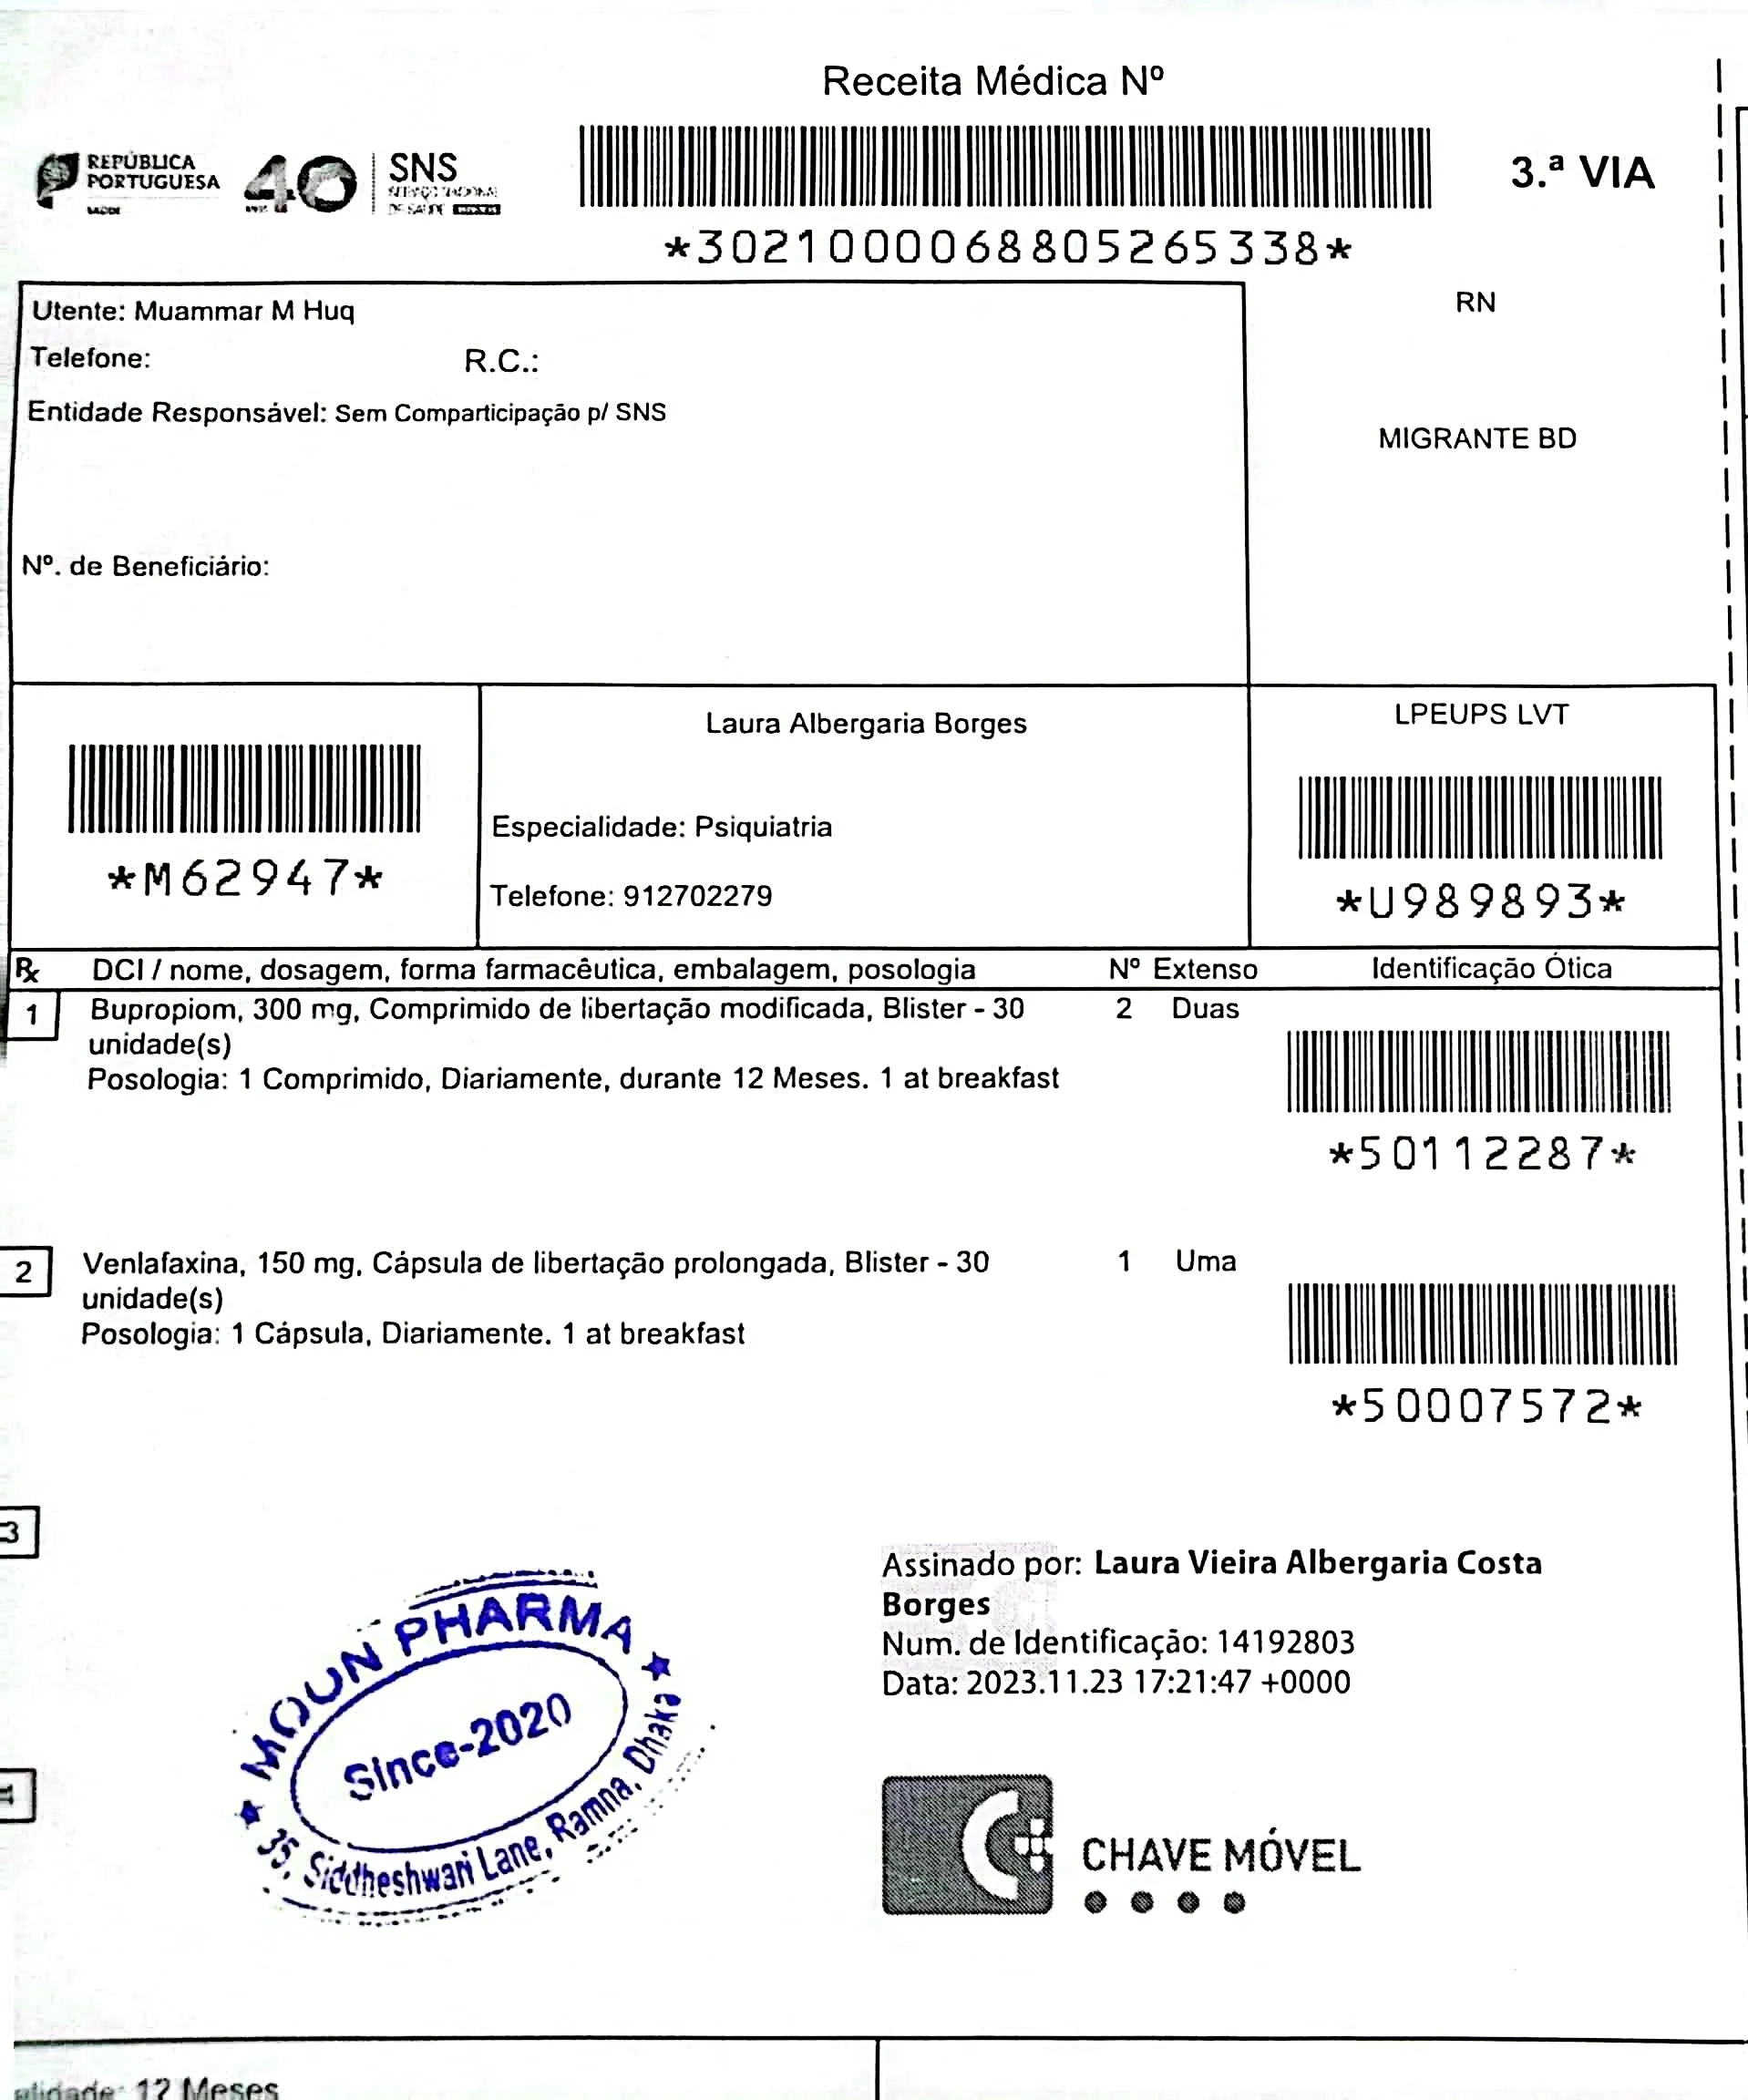 Receita Médica Nº
REPÚBLICA
PORTUGUESA
SAÚDE
40
SNS
SERVIÇO NACIONAL
DE SAÚDE
3.ª VIA
*3021000068805265338*
Utente: Muammar M Huq
RN
Telefone: R.C.:
Entidade Responsável: Sem Comparticipação p/ SNS
MIGRANTE BD
Nº. de Beneficiário:
*M62947*
Laura Albergaria Borges
Especialidade: Psiquiatria
Telefone: 912702279
LPEUPS LVT
*U989893*
Rx DCI / nome, dosagem, forma farmacêutica, embalagem, posologia Nº Extenso Identificação Ótica
1 Bupropiom, 300 mg, Comprimido de libertação modificada, Blister - 30 2 Duas
unidade(s)
Posologia: 1 Comprimido, Diariamente, durante 12 Meses. 1 at breakfast
*50112287*
2 Venlafaxina, 150 mg, Cápsula de libertação prolongada, Blister - 30 1 Uma
unidade(s)
Posologia: 1 Cápsula, Diariamente. 1 at breakfast
*50007572*
3
Assinado por: Laura Vieira Albergaria Costa
Borges
Num. de Identificação: 14192803
Data: 2023.11.23 17:21:47 +0000
MOUN PHARMA
Since-2020
35, Siddheshwari Lane, Ramna, Dhaka
CHAVE MÓVEL
12 Meses